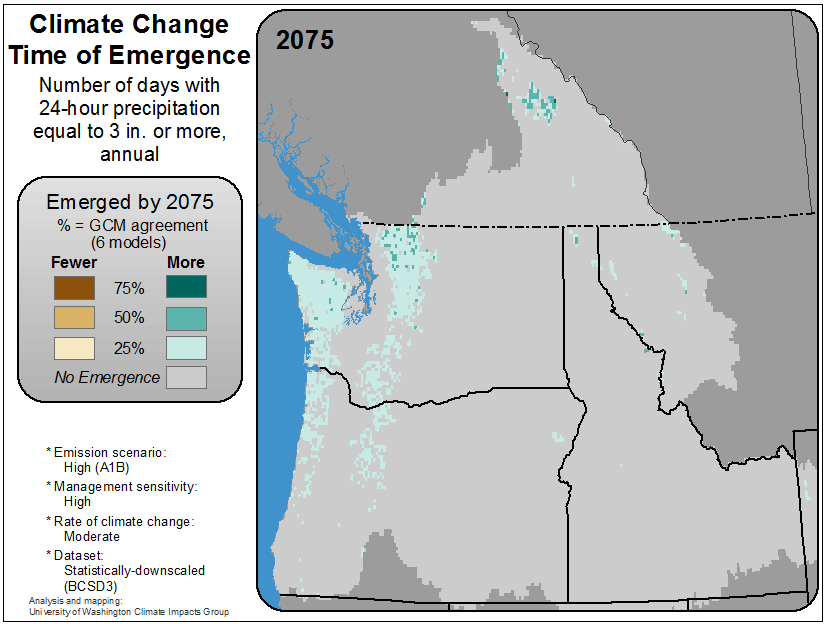 Climate Change
Time of Emergence
Number of days with
24-hour precipitation
equal to 3 in. or more,
annual
2075
Emerged by 2075
% = GCM agreement
(6 models)
Fewer More
75%
50%
25%
No Emergence
* Emission scenario:
High (A1B)
* Management sensitivity:
High
* Rate of climate change:
Moderate
* Dataset:
Statistically-downscaled
(BCSD3)
Analysis and mapping:
University of Washington Climate Impacts Group